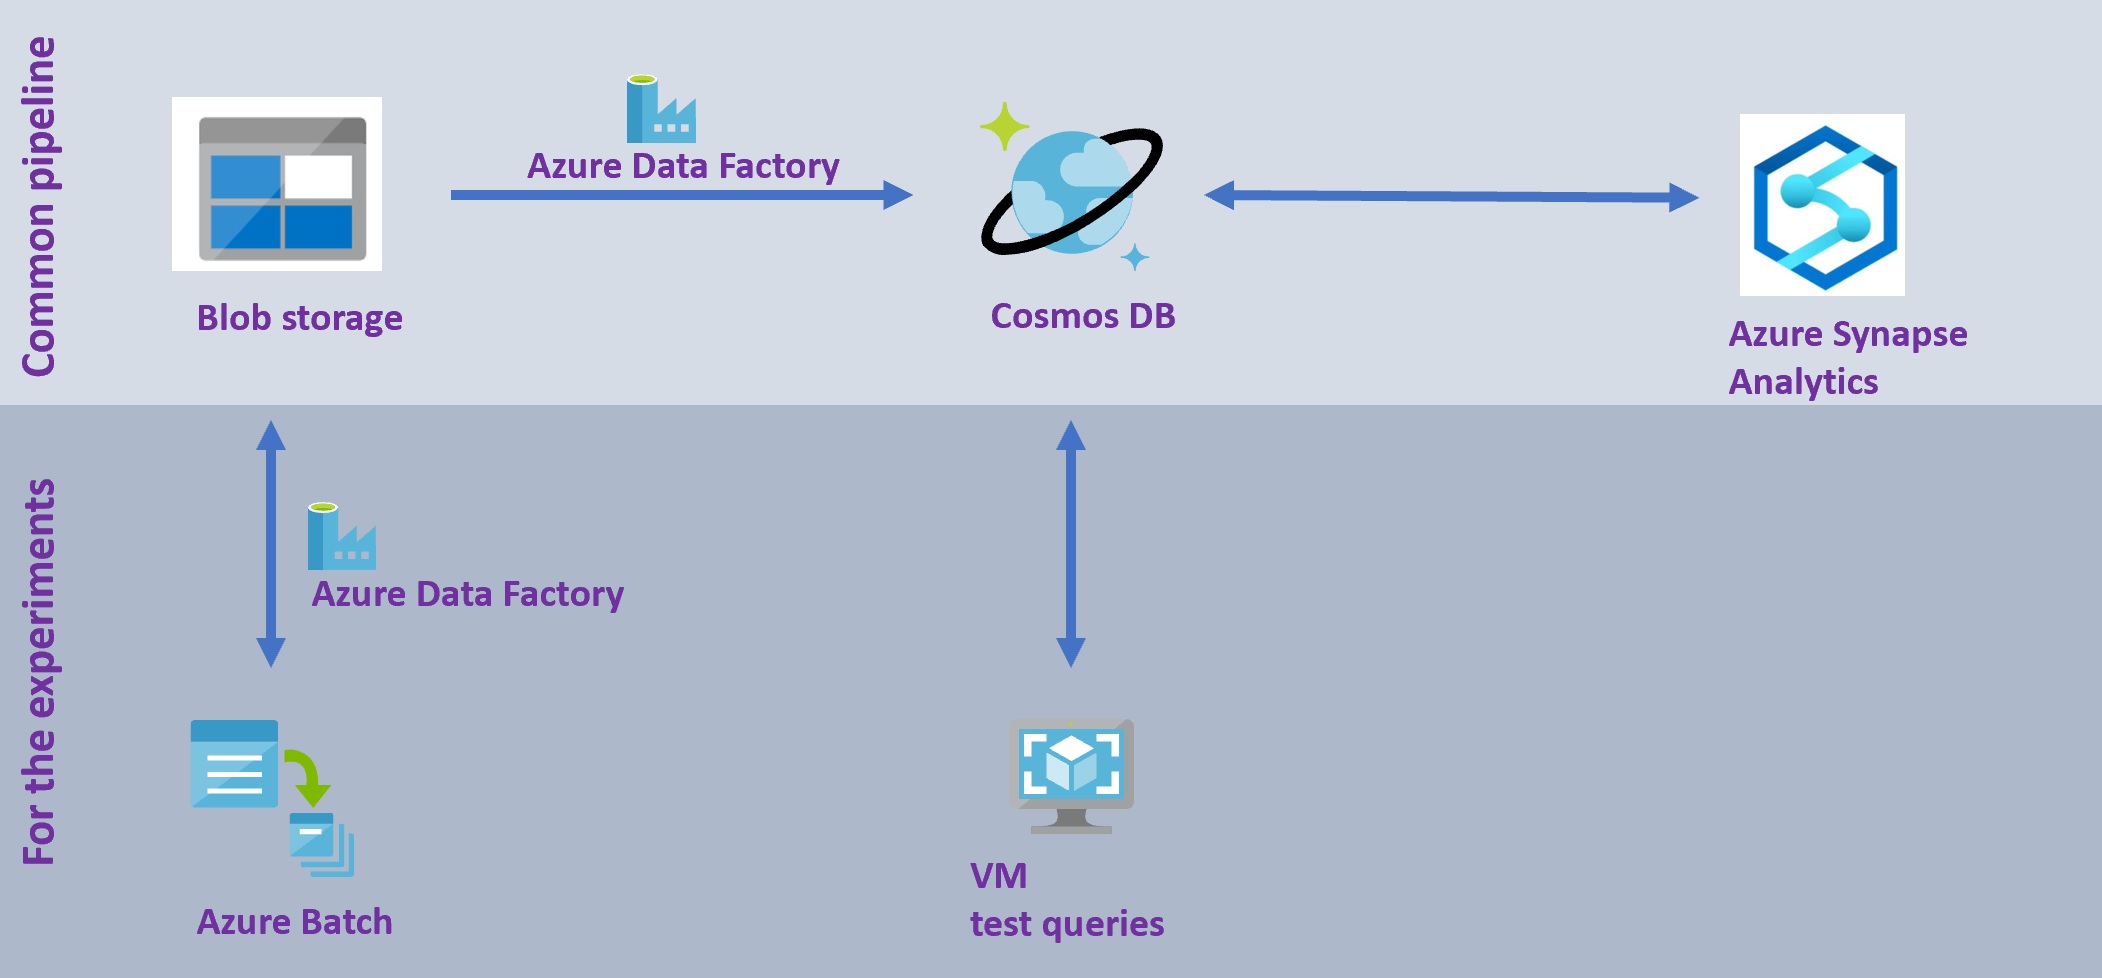 Common pipeline
Azure Data Factory
Blob storage
Cosmos DB
Azure Synapse
Analytics
For the experiments
Azure Data Factory
Azure Batch
VM
test queries